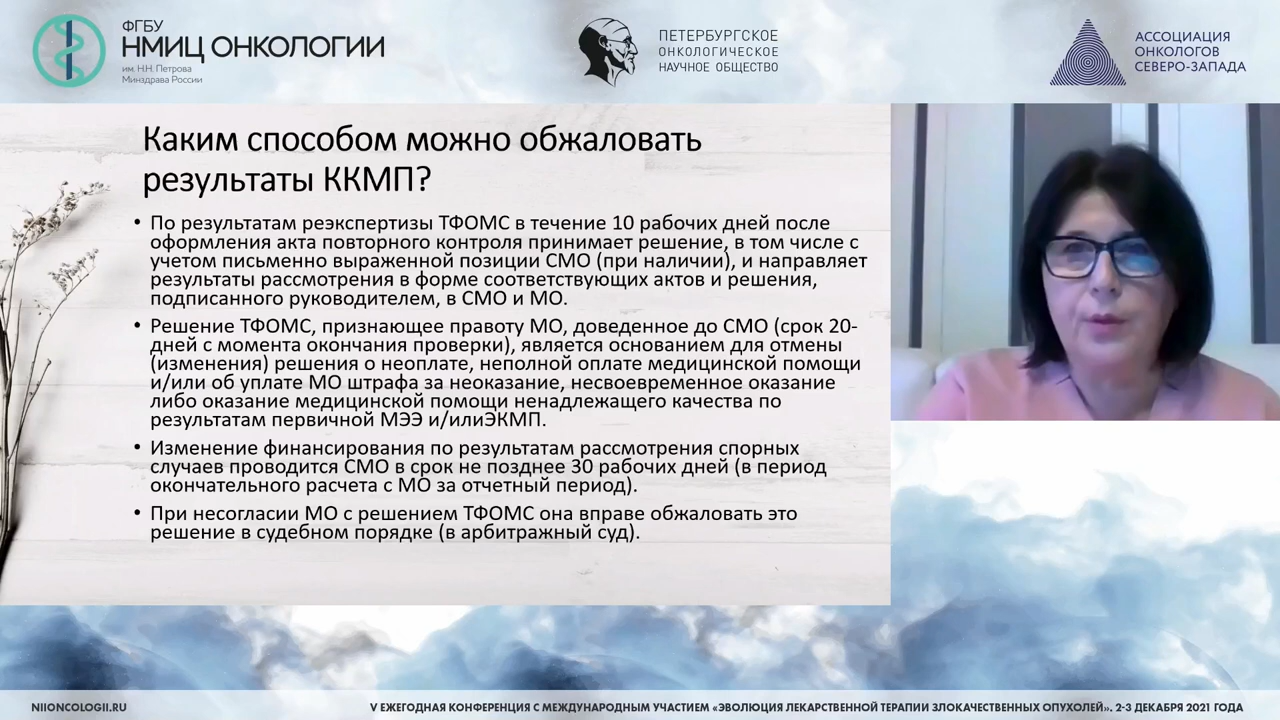 ФГБУ
НМИЦ ОНКОЛОГИИ
им. Н.Н. Петрова
Минздрава России
ПЕТЕРБУРГСКОЕ
ОНКОЛОГИЧЕСКОЕ
НАУЧНОЕ ОБЩЕСТВО
АССОЦИАЦИЯ
ОНКОЛОГОВ
СЕВЕРО-ЗАПАДА
Каким способом можно обжаловать
результаты ККМП?
• По результатам реэкспертизы ТФОМС в течение 10 рабочих дней после
оформления акта повторного контроля принимает решение, в том числе с
учетом письменно выраженной позиции СМО (при наличии), и направляет
результаты рассмотрения в форме соответствующих актов и решения,
подписанного руководителем, в СМО и МО.
• Решение ТФОМС, признающее правоту МО, доведенное до СМО (срок 20-
дней с момента окончания проверки), является основанием для отмены
(изменения) решения о неоплате, неполной оплате медицинской помощи
и/или об уплате МО штрафа за неоказание, несвоевременное оказание
либо оказание медицинской помощи ненадлежащего качества по
результатам первичной МЭЭ и/илиЭКМП.
• Изменение финансирования по результатам рассмотрения спорных
случаев проводится СМО в срок не позднее 30 рабочих дней (в период
окончательного расчета с МО за отчетный период).
• При несогласии МО с решением ТФОМС она вправе обжаловать это
решение в судебном порядке (в арбитражный суд).
NIIONCOLOGII.RU
V ЕЖЕГОДНАЯ КОНФЕРЕНЦИЯ С МЕЖДУНАРОДНЫМ УЧАСТИЕМ «ЭВОЛЮЦИЯ ЛЕКАРСТВЕННОЙ ТЕРАПИИ ЗЛОКАЧЕСТВЕННЫХ ОПУХОЛЕЙ». 2-3 ДЕКАБРЯ 2021 ГОДА